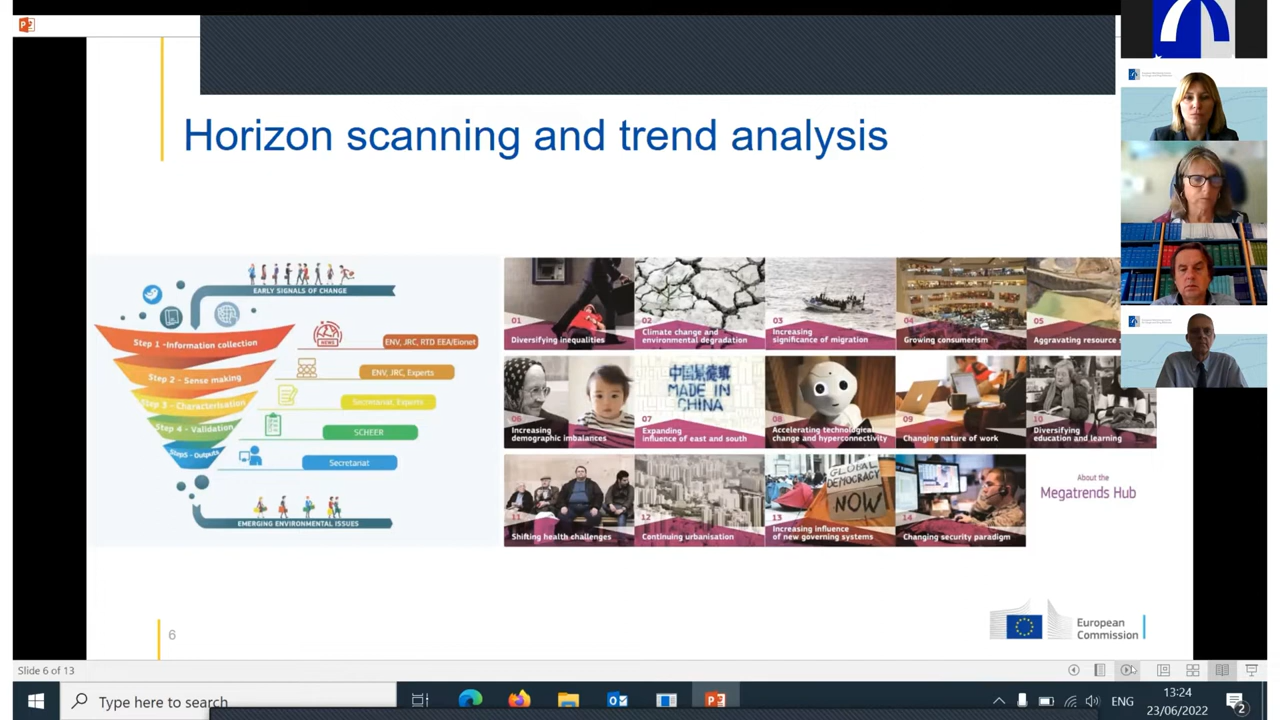 Horizon scanning and trend analysis
EARLY SIGNALS OF CHANGE
Step 1 -Information collection
NEWS
ENV, JRC, RTD EEA/Eionet
Step 2 - Sense making
ENV, JRC, Experts
Step 3 - Characterisation
Secretariat, Experts
Step 4 - Validation
SCHEER
Step5 - Outputs
Secretariat
EMERGING ENVIRONMENTAL ISSUES
01
Diversifying inequalities
02
Climate change and
environmental degradation
03
Increasing
significance of migration
04
Growing consumerism
05
Aggravating resource
06
Increasing
demographic imbalances
MADE IN
CHINA
07
Expanding
influence of east and south
08
Accelerating technological
change and hyperconnectivity
09
Changing nature of work
10
Diversifying
education and learning
11
Shifting health challenges
12
Continuing urbanisation
GLOBAL
DEMOCRACY
NOW
13
Increasing influence
of new governing systems
14
Changing security paradigm
About the
Megatrends Hub
6
European
Commission
Slide 6 of 13
Type here to search
ENG
13:24
23/06/2022
2